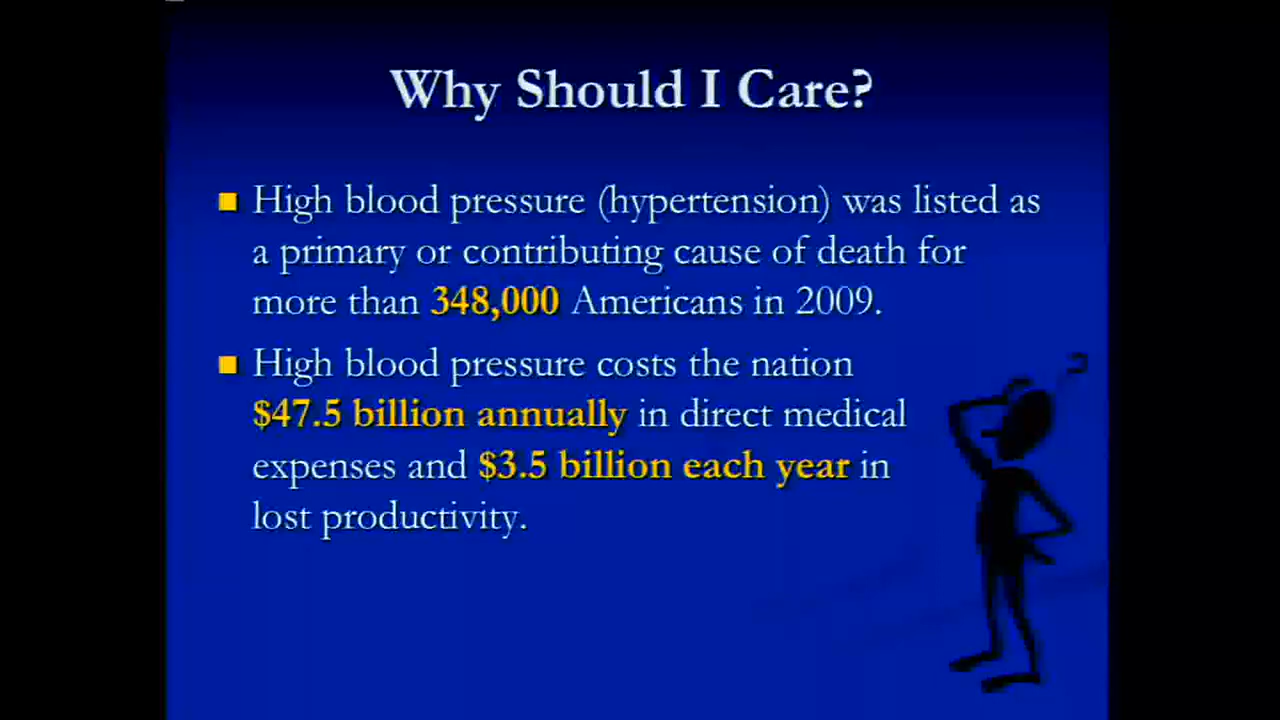 Why Should I Care?
High blood pressure (hypertension) was listed as
a primary or contributing cause of death for
more than 348,000 Americans in 2009.
High blood pressure costs the nation
$47.5 billion annually in direct medical
expenses and $3.5 billion each year in
lost productivity.